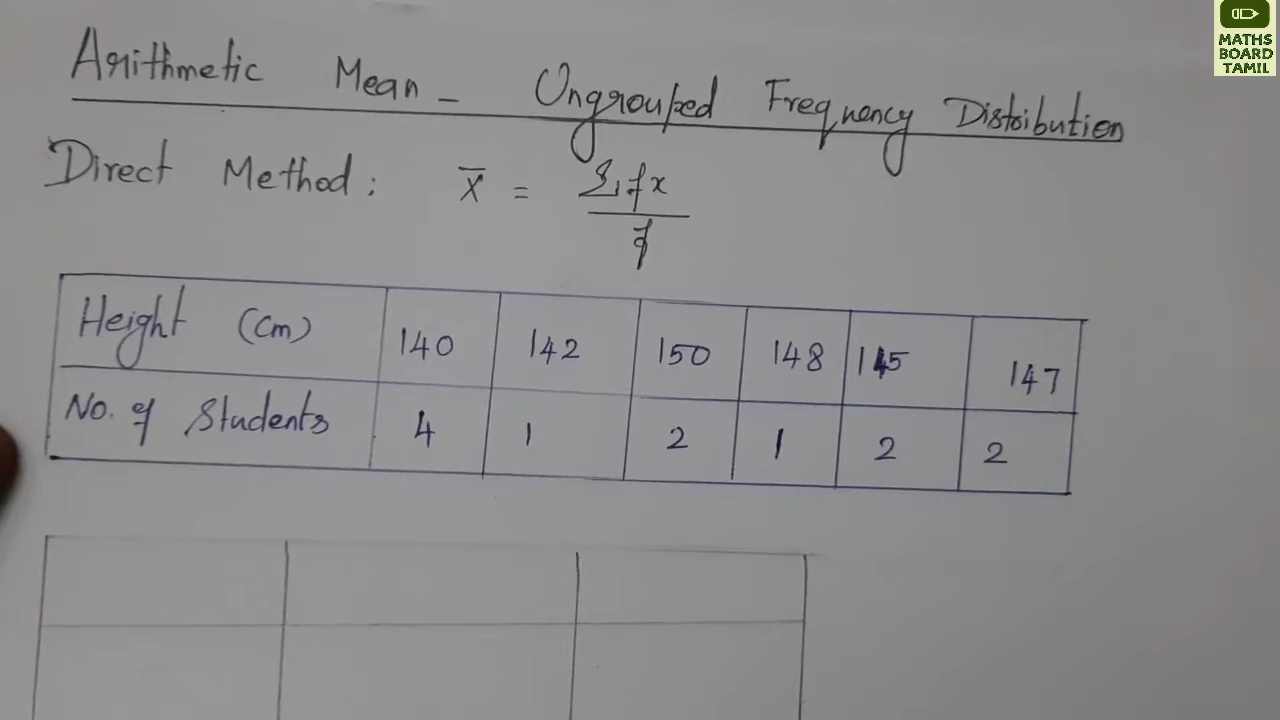 MATHS
BOARD
TAMIL
Arithmetic Mean - Ungrouped Frequency Distribution
Direct Method : x̄ = Σfx / f
Height (cm) 140 142 150 148 145 147
No. of Students 4 1 2 1 2 2